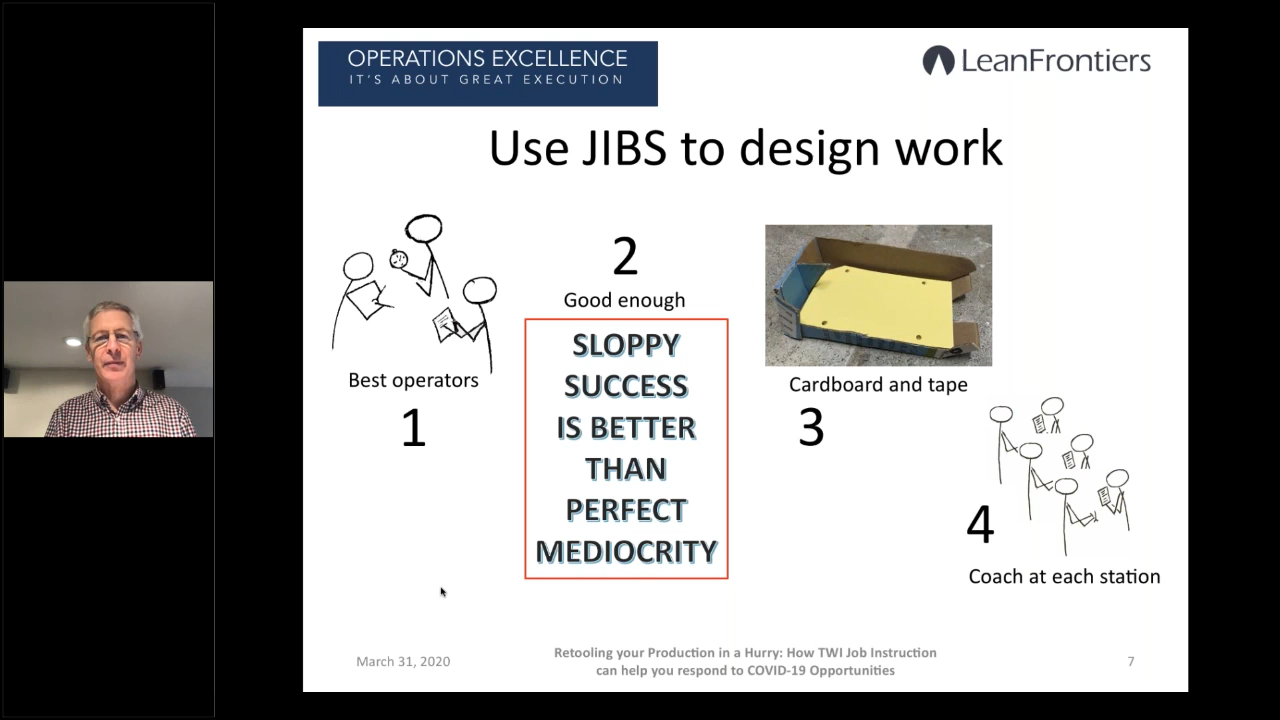 OPERATIONS EXCELLENCE
IT'S ABOUT GREAT EXECUTION
LeanFrontiers
Use JIBS to design work
Best operators
1
2
Good enough
SLOPPY
SUCCESS
IS BETTER
THAN
PERFECT
MEDIOCRITY
Cardboard and tape
3
4
Coach at each station
March 31, 2020
Retooling your Production in a Hurry: How TWI Job Instruction
can help you respond to COVID-19 Opportunities
7